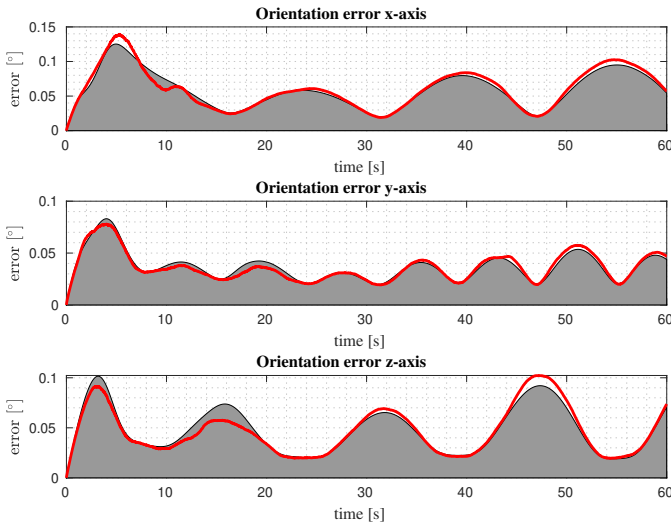 Orientation error x-axis
0.15
0.1
0.05
0
error [°]
0 10 20 30 40 50 60
time [s]
Orientation error y-axis
0.1
0.05
0
error [°]
0 10 20 30 40 50 60
time [s]
Orientation error z-axis
0.1
0.05
0
error [°]
0 10 20 30 40 50 60
time [s]